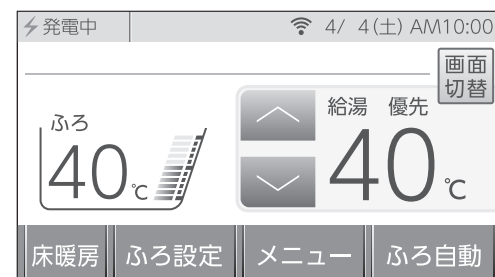 発電中 4/ 4(土) AM10:00
画面
切替
ふろ
40℃
給湯 優先
40℃
床暖房 ふろ設定 メニュー ふろ自動